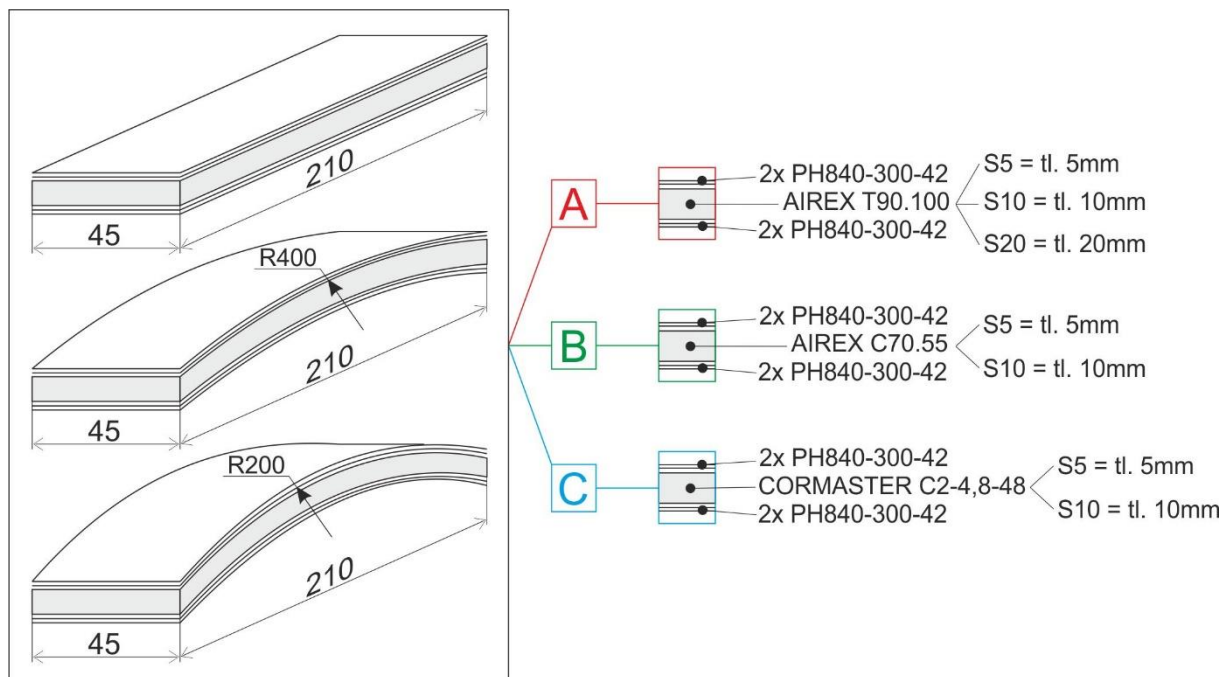 210
45
R400
210
45
R200
210
45
A
2x PH840-300-42
AIREX T90.100
2x PH840-300-42
S5 = tl. 5mm
S10 = tl. 10mm
S20 = tl. 20mm
B
2x PH840-300-42
AIREX C70.55
2x PH840-300-42
S5 = tl. 5mm
S10 = tl. 10mm
C
2x PH840-300-42
CORMASTER C2-4,8-48
2x PH840-300-42
S5 = tl. 5mm
S10 = tl. 10mm